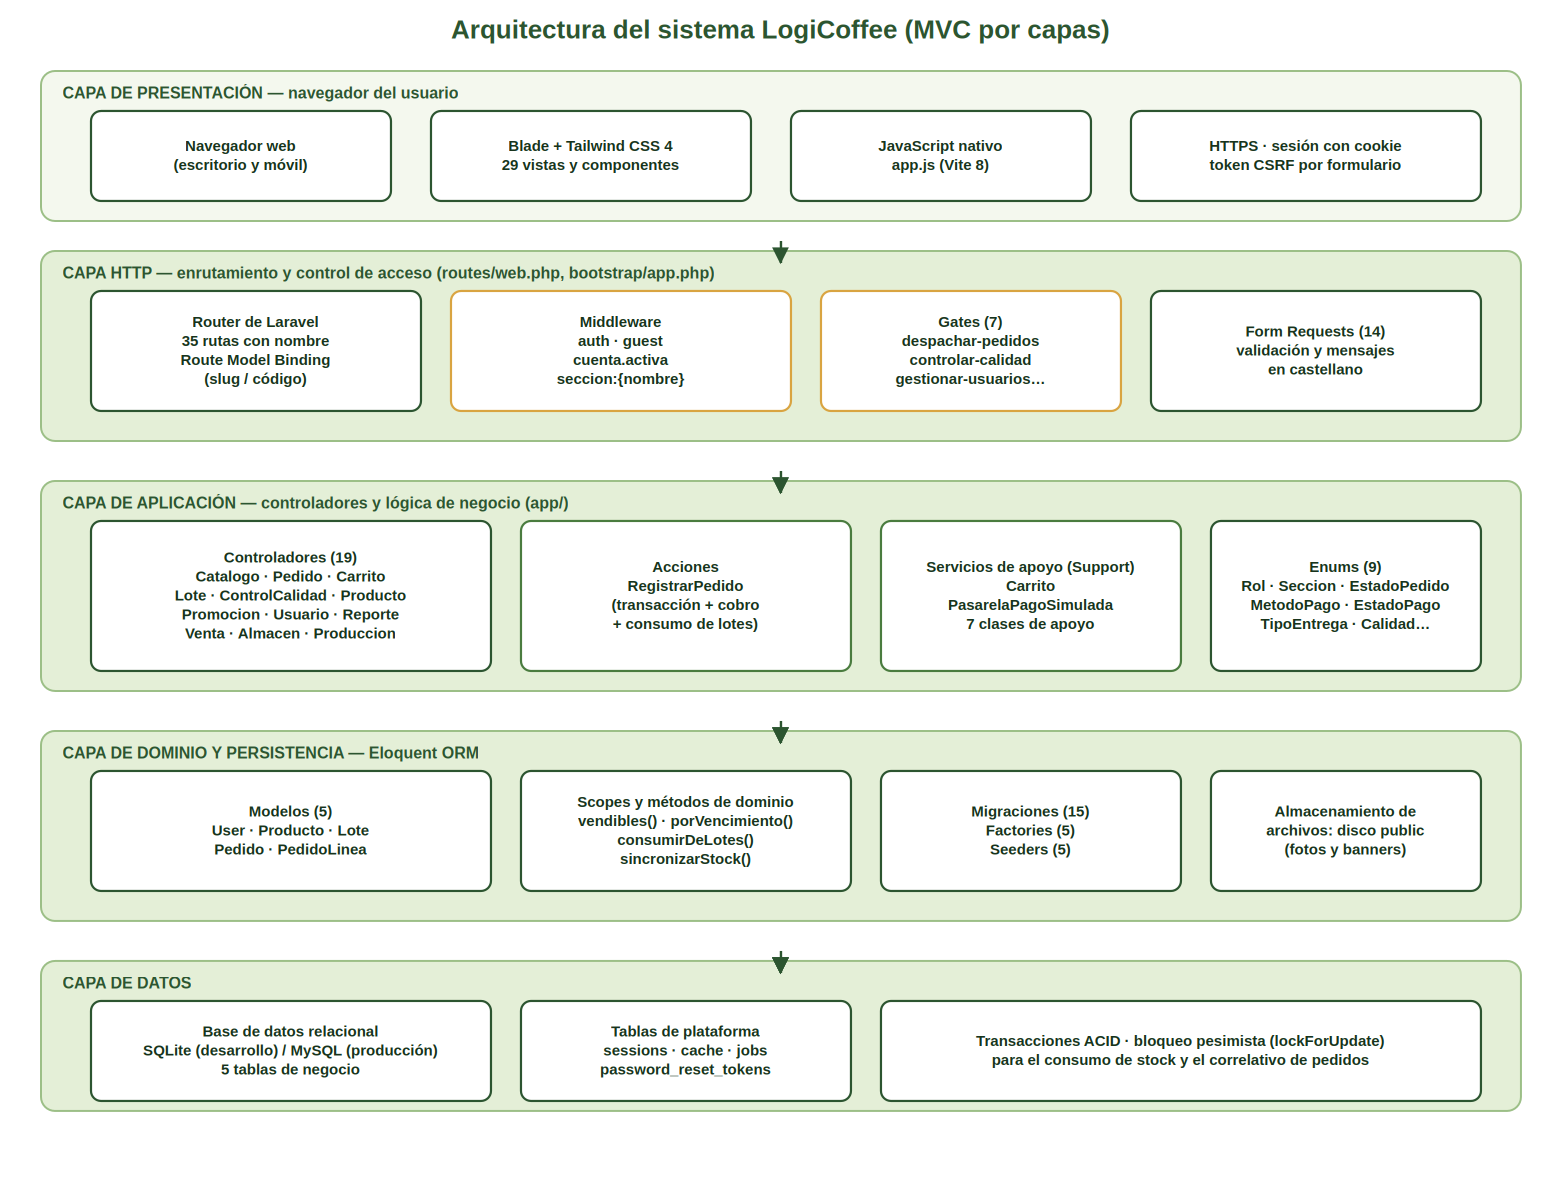 Arquitectura del sistema LogiCoffee (MVC por capas)
CAPA DE PRESENTACIÓN — navegador del usuario
Navegador web
(escritorio y móvil)
Blade + Tailwind CSS 4
29 vistas y componentes
JavaScript nativo
app.js (Vite 8)
HTTPS · sesión con cookie
token CSRF por formulario
CAPA HTTP — enrutamiento y control de acceso (routes/web.php, bootstrap/app.php)
Router de Laravel
35 rutas con nombre
Route Model Binding
(slug / código)
Middleware
auth · guest
cuenta.activa
seccion:{nombre}
Gates (7)
despachar-pedidos
controlar-calidad
gestionar-usuarios…
Form Requests (14)
validación y mensajes
en castellano
CAPA DE APLICACIÓN — controladores y lógica de negocio (app/)
Controladores (19)
Catalogo · Pedido · Carrito
Lote · ControlCalidad · Producto
Promocion · Usuario · Reporte
Venta · Almacen · Produccion
Acciones
RegistrarPedido
(transacción + cobro
+ consumo de lotes)
Servicios de apoyo (Support)
Carrito
PasarelaPagoSimulada
7 clases de apoyo
Enums (9)
Rol · Seccion · EstadoPedido
MetodoPago · EstadoPago
TipoEntrega · Calidad…
CAPA DE DOMINIO Y PERSISTENCIA — Eloquent ORM
Modelos (5)
User · Producto · Lote
Pedido · PedidoLinea
Scopes y métodos de dominio
vendibles() · porVencimiento()
consumirDeLotes()
sincronizarStock()
Migraciones (15)
Factories (5)
Seeders (5)
Almacenamiento de
archivos: disco public
(fotos y banners)
CAPA DE DATOS
Base de datos relacional
SQLite (desarrollo) / MySQL (producción)
5 tablas de negocio
Tablas de plataforma
sessions · cache · jobs
password_reset_tokens
Transacciones ACID · bloqueo pesimista (lockForUpdate)
para el consumo de stock y el correlativo de pedidos